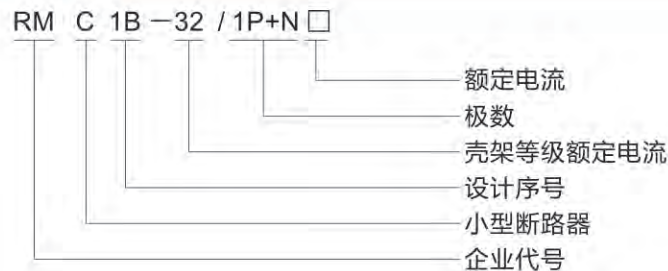 RM C 1B－32 / 1P+N □
额定电流
极数
壳架等级额定电流
设计序号
小型断路器
企业代号